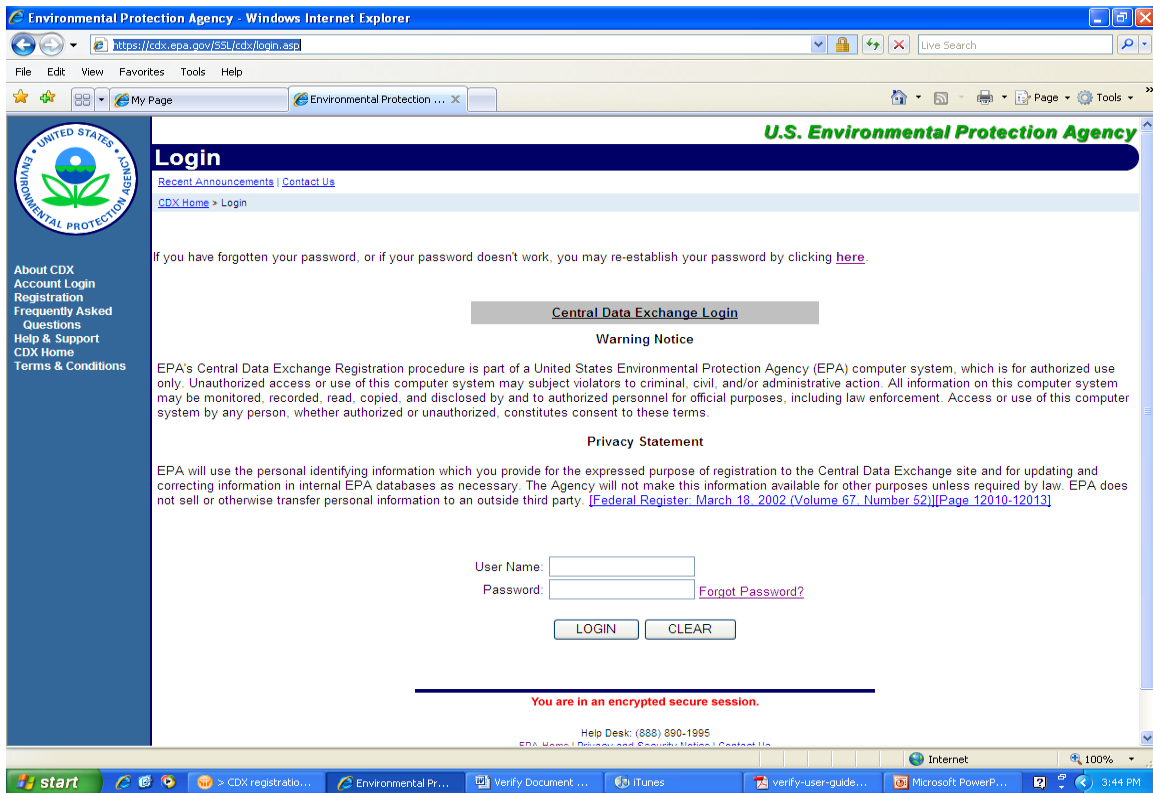 Environmental Protection Agency - Windows Internet Explorer
https://cdx.epa.gov/SSL/cdx/login.asp
Live Search
File Edit View Favorites Tools Help
My Page
Environmental Protection ...
Page
Tools
UNITED STATES
ENVIRONMENTAL PROTECTION AGENCY
U.S. Environmental Protection Agency
Login
Recent Announcements | Contact Us
CDX Home > Login
About CDX
Account Login
Registration
Frequently Asked
Questions
Help & Support
CDX Home
Terms & Conditions
If you have forgotten your password, or if your password doesn't work, you may re-establish your password by clicking here.
Central Data Exchange Login
Warning Notice
EPA's Central Data Exchange Registration procedure is part of a United States Environmental Protection Agency (EPA) computer system, which is for authorized use
only. Unauthorized access or use of this computer system may subject violators to criminal, civil, and/or administrative action. All information on this computer system
may be monitored, recorded, read, copied, and disclosed by and to authorized personnel for official purposes, including law enforcement. Access or use of this computer
system by any person, whether authorized or unauthorized, constitutes consent to these terms.
Privacy Statement
EPA will use the personal identifying information which you provide for the expressed purpose of registration to the Central Data Exchange site and for updating and
correcting information in internal EPA databases as necessary. The Agency will not make this information available for other purposes unless required by law. EPA does
not sell or otherwise transfer personal information to an outside third party. [Federal Register: March 18, 2002 (Volume 67, Number 52)][Page 12010-12013]
User Name:
Password:
Forgot Password?
LOGIN
CLEAR
You are in an encrypted secure session.
Help Desk: (888) 890-1995
EPA Home | Privacy and Security Notice | Contact Us
Internet
100%
start
> CDX registratio...
Environmental Pr...
Verify Document ...
iTunes
verify-user-guide...
Microsoft PowerP...
3:44 PM